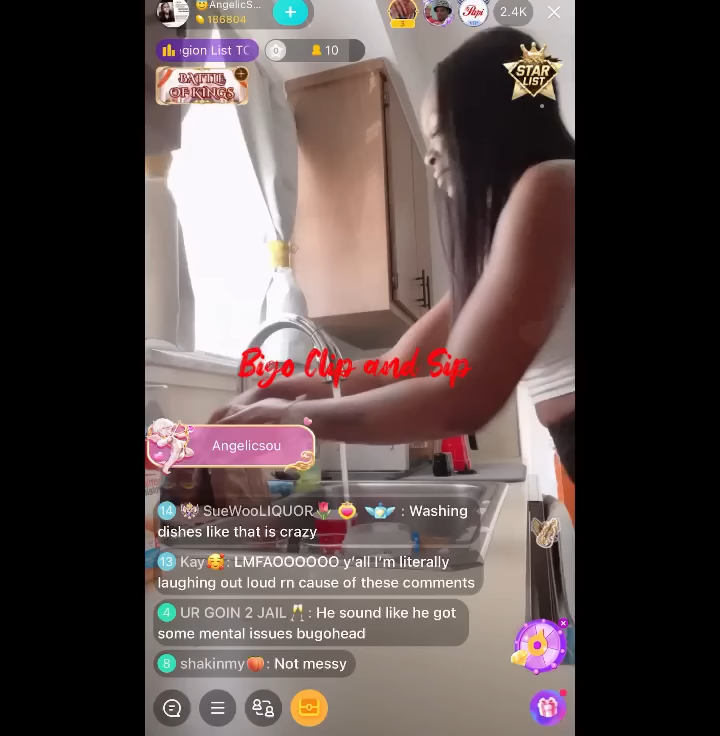 AngelicS...
186804
3
Papi
2.4K
gion List TO
0
10
BATTLE
OF KINGS
STAR
LIST
Bigo Clip and Sip
Angelicsou
14 SueWooLIQUOR : Washing
dishes like that is crazy
13 Kay : LMFAOOOOOO y'all I'm literally
laughing out loud rn cause of these comments
4 UR GOIN 2 JAIL : He sound like he got
some mental issues bugohead
8 shakinmy : Not messy